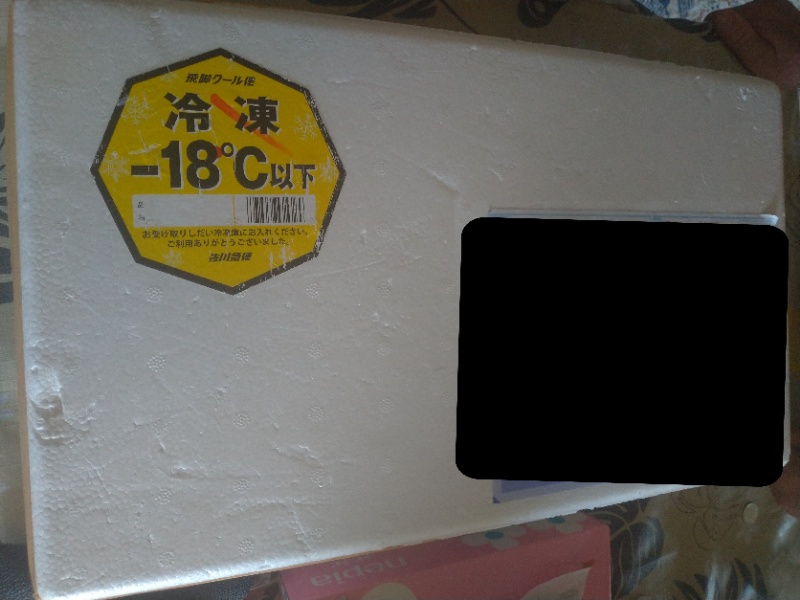 飛脚クール便
冷凍
-18℃以下
お受け取りしだい冷凍庫にお入れください。
ご利用ありがとうございました。
佐川急便
nepia